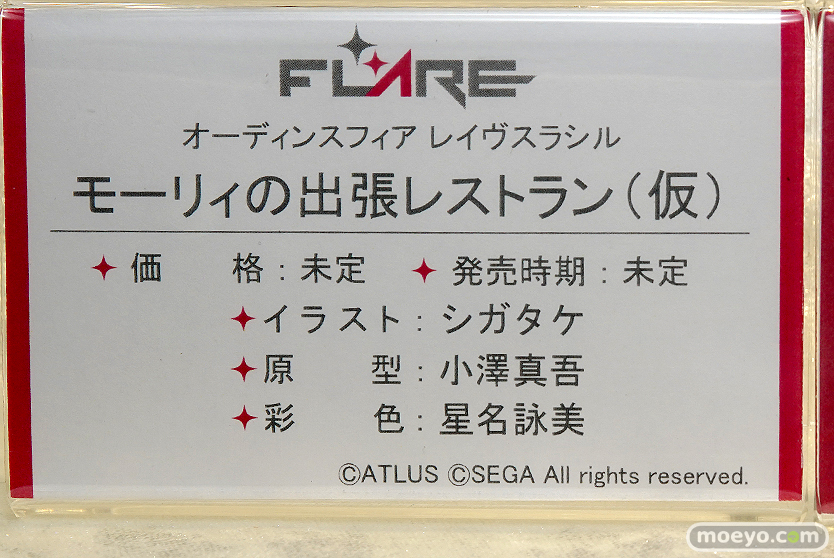 FLARE
オーディンスフィア レイヴスラシル
モーリィの出張レストラン（仮）
価　格：未定　発売時期：未定
イラスト：シガタケ
原　型：小澤真吾
彩　色：星名詠美
©ATLUS ©SEGA All rights reserved.
moeyo.com